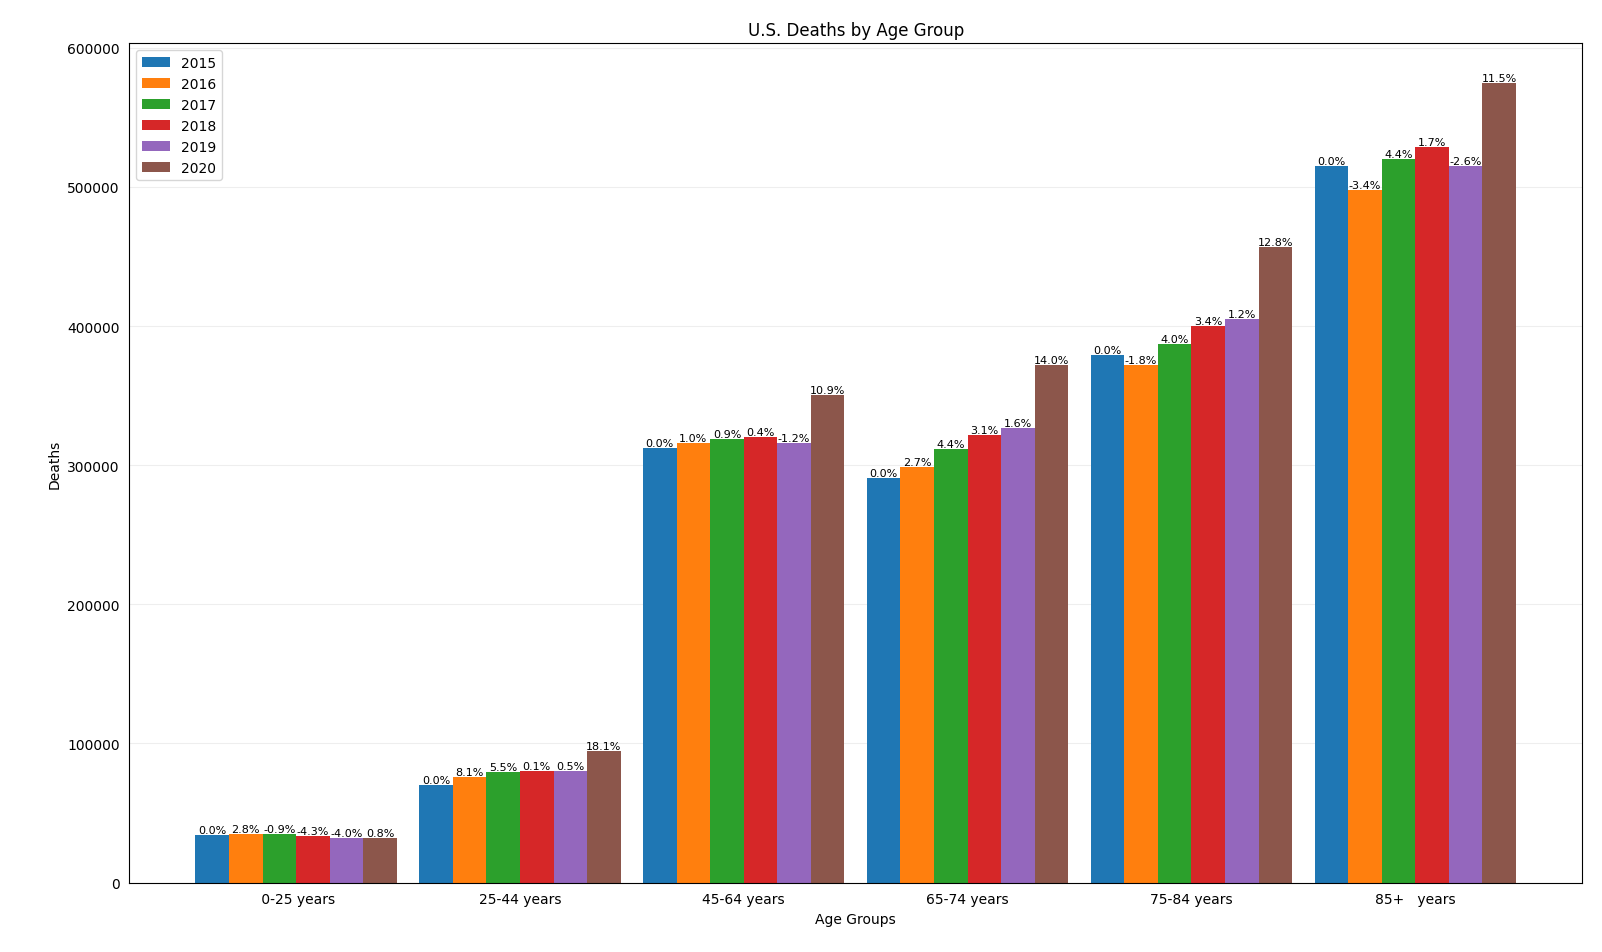 U.S. Deaths by Age Group
2015
2016
2017
2018
2019
2020
Deaths
600000
500000
400000
300000
200000
100000
0
0.0% 2.8% -0.9% -4.3% -4.0% 0.8%
0.0% 8.1% 5.5% 0.1% 0.5% 18.1%
0.0% 1.0% 0.9% 0.4% -1.2% 10.9%
0.0% 2.7% 4.4% 3.1% 1.6% 14.0%
0.0% -1.8% 4.0% 3.4% 1.2% 12.8%
0.0% -3.4% 4.4% 1.7% -2.6% 11.5%
0-25 years 25-44 years 45-64 years 65-74 years 75-84 years 85+ years
Age Groups